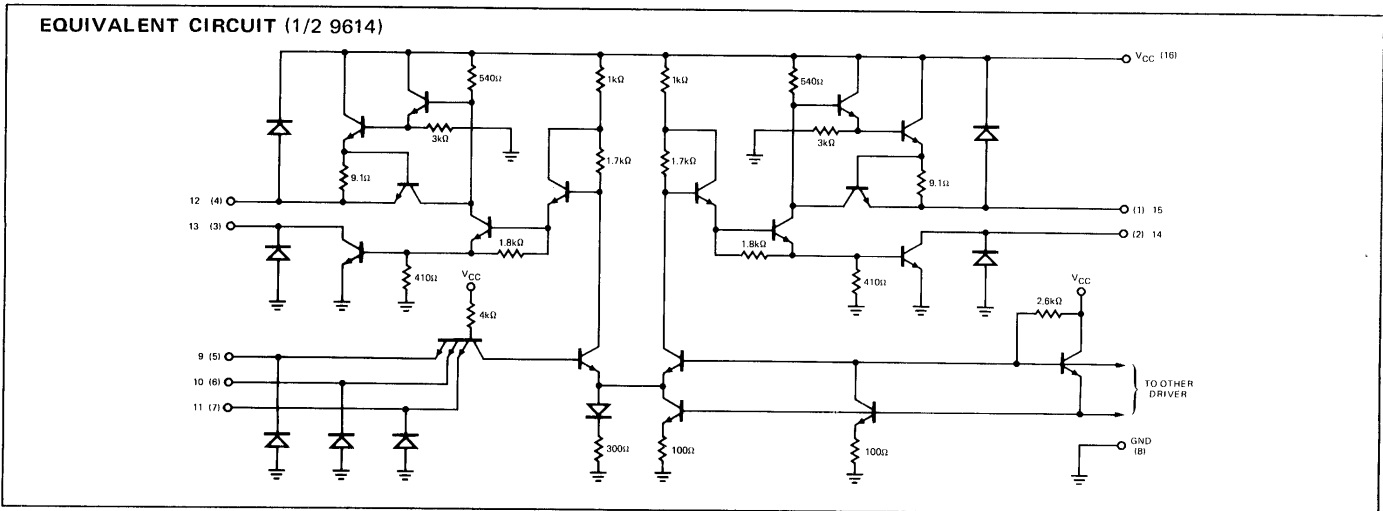 EQUIVALENT CIRCUIT (1/2 9614)
VCC (16)
540Ω
1kΩ
1kΩ
540Ω
3kΩ
3kΩ
1.7kΩ
1.7kΩ
9.1Ω
9.1Ω
12 (4)
(1) 15
13 (3)
(2) 14
1.8kΩ
1.8kΩ
410Ω
410Ω
VCC
VCC
4kΩ
2.6kΩ
9 (5)
10 (6)
11 (7)
TO OTHER
DRIVER
300Ω
100Ω
100Ω
GND
(8)